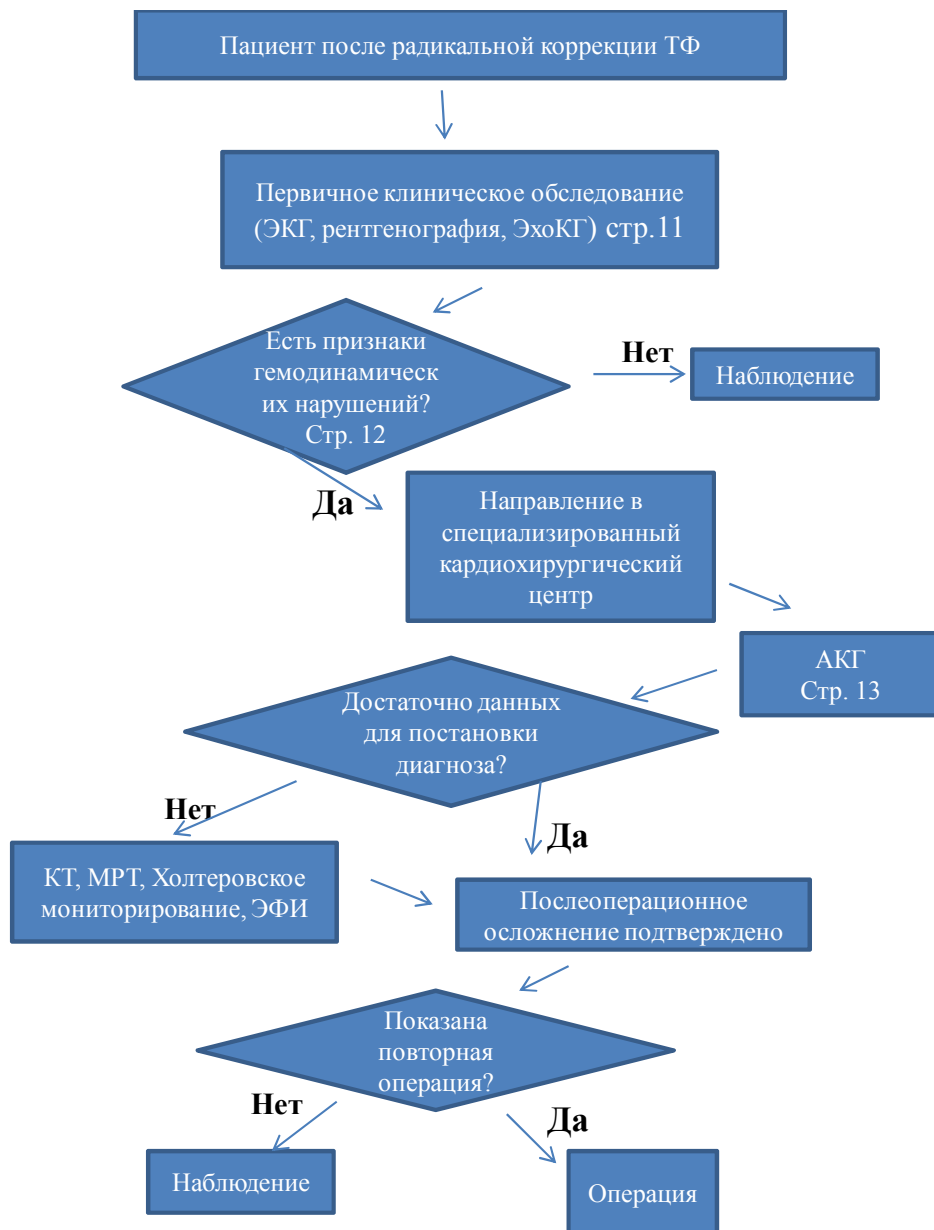 Пациент после радикальной коррекции ТФ
Первичное клиническое обследование
(ЭКГ, рентгенография, ЭхоКГ) стр.11
Есть признаки
гемодинамическ
их нарушений?
Стр. 12
Нет
Наблюдение
Да
Направление в
специализированный
кардиохирургический
центр
АКГ
Стр. 13
Достаточно данных
для постановки
диагноза?
Нет
Да
КТ, МРТ, Холтеровское
мониторирование, ЭФИ
Послеоперационное
осложнение подтверждено
Показана
повторная
операция?
Нет
Да
Наблюдение
Операция